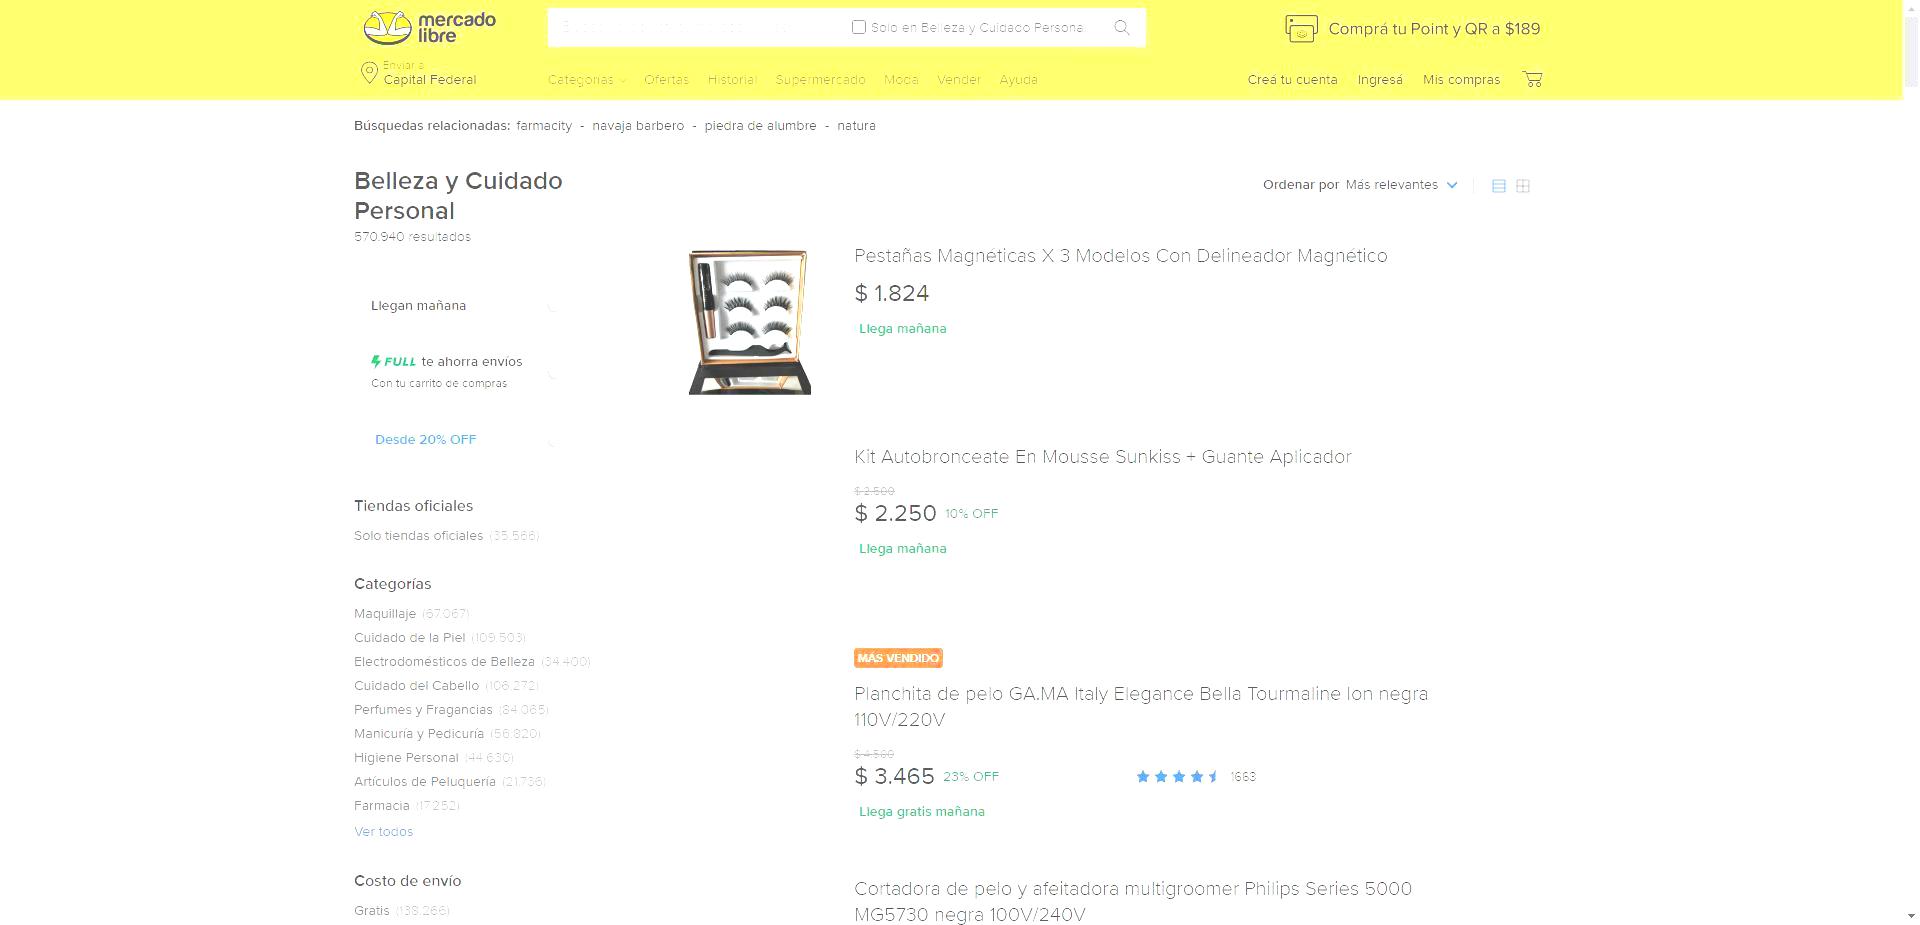 mercado
libre
Solo en Belleza y Cuidado Persona
Comprá tu Point y QR a $189
Enviar a
Capital Federal
Categorías
Ofertas
Historial
Supermercado
Moda
Vender
Ayuda
Creá tu cuenta
Ingresá
Mis compras
Búsquedas relacionadas: farmacity - navaja barbero - piedra de alumbre - natura
Belleza y Cuidado
Personal
570.940 resultados
Ordenar por Más relevantes
Llegan mañana
FULL te ahorra envíos
Con tu carrito de compras
Desde 20% OFF
Tiendas oficiales
Solo tiendas oficiales (35.566)
Categorías
Maquillaje (67.067)
Cuidado de la Piel (109.503)
Electrodomésticos de Belleza (34.400)
Cuidado del Cabello (106.272)
Perfumes y Fragancias (84.065)
Manicuría y Pedicuría (56.820)
Higiene Personal (44.630)
Artículos de Peluquería (21.736)
Farmacia (17.252)
Ver todos
Costo de envío
Gratis (138.266)
Pestañas Magnéticas X 3 Modelos Con Delineador Magnético
$ 1.824
Llega mañana
Kit Autobronceate En Mousse Sunkiss + Guante Aplicador
$ 2.500
$ 2.250 10% OFF
Llega mañana
MÁS VENDIDO
Planchita de pelo GA.MA Italy Elegance Bella Tourmaline Ion negra
110V/220V
$ 4.500
$ 3.465 23% OFF
1663
Llega gratis mañana
Cortadora de pelo y afeitadora multigroomer Philips Series 5000
MG5730 negra 100V/240V